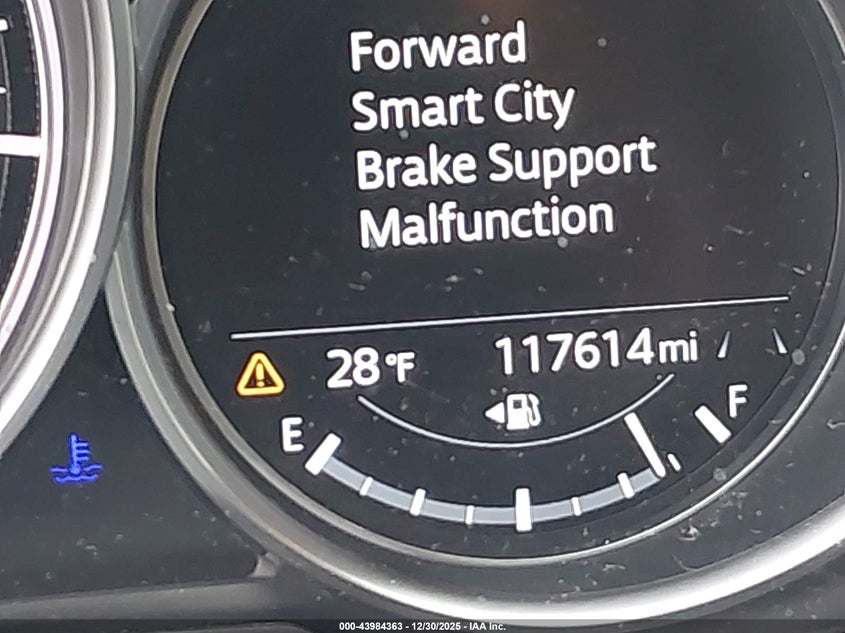 Forward
Smart City
Brake Support
Malfunction
28°F 117614mi
E F
000-43984363 - 12/30/2025 - IAA Inc.